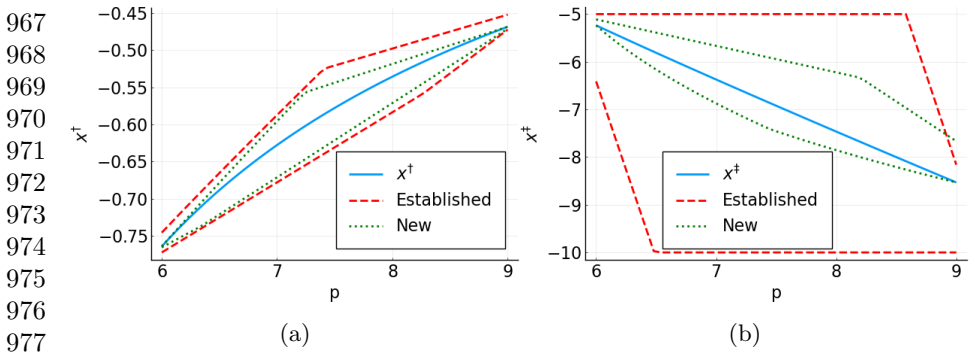 967
968
969
970
971
972
973
974
975
976
977
−0.45
−0.50
−0.55
−0.60
−0.65
−0.70
−0.75
x†
6 7 8 9
p
x†
Established
New
(a)
−5
−6
−7
−8
−9
−10
x‡
6 7 8 9
p
x‡
Established
New
(b)